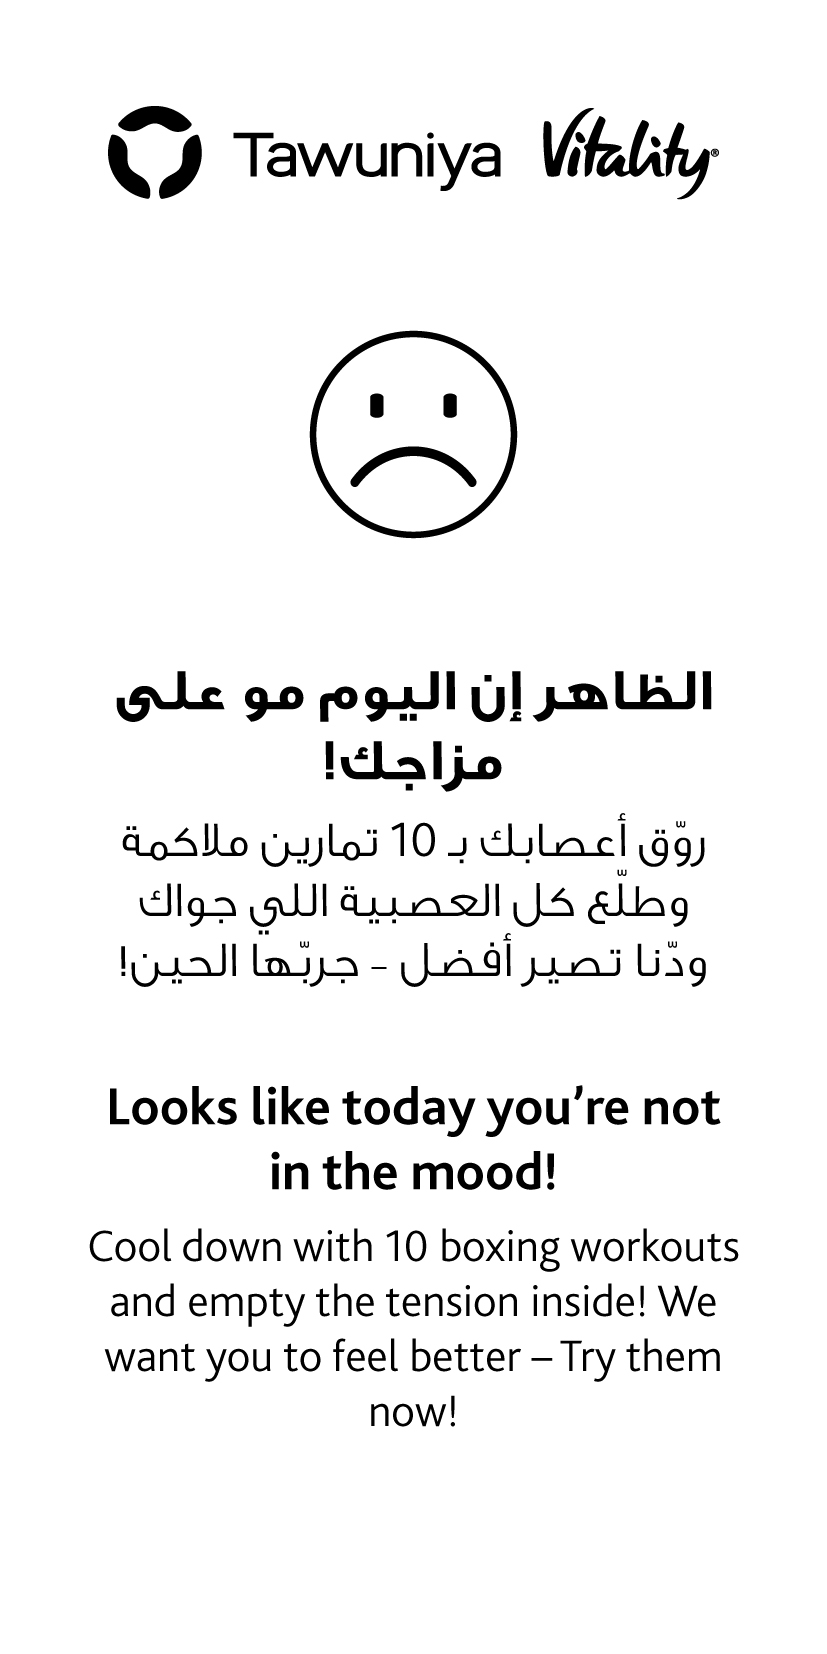 Tawuniya Vitality®
الظاهر إن اليوم مو على
مزاجك!
روّق أعصابك بـ 10 تمارين ملاكمة
وطلّع كل العصبية اللي جواك
ودّنا تصير أفضل - جربّها الحين!
Looks like today you’re not
in the mood!
Cool down with 10 boxing workouts
and empty the tension inside! We
want you to feel better – Try them
now!